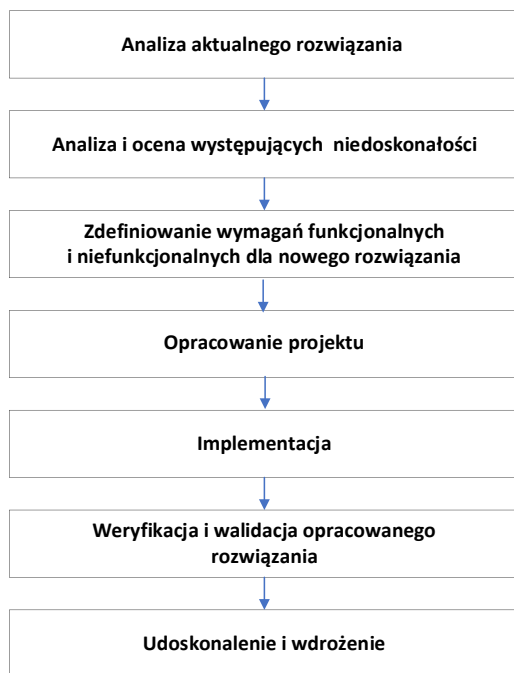 Analiza aktualnego rozwiązania
Analiza i ocena występujących  niedoskonałości
Zdefiniowanie wymagań funkcjonalnych
i niefunkcjonalnych dla nowego rozwiązania
Opracowanie projektu
Implementacja
Weryfikacja i walidacja opracowanego
rozwiązania
Udoskonalenie i wdrożenie